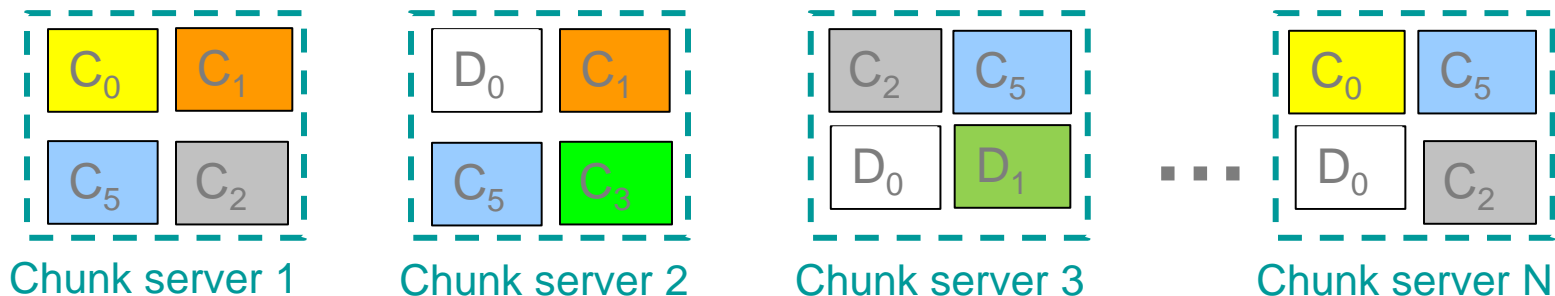 C0 C1 D0 C1 C2 C5 C0 C5
C5 C2 C5 C3 D0 D1 ... D0 C2
Chunk server 1 Chunk server 2 Chunk server 3 Chunk server N